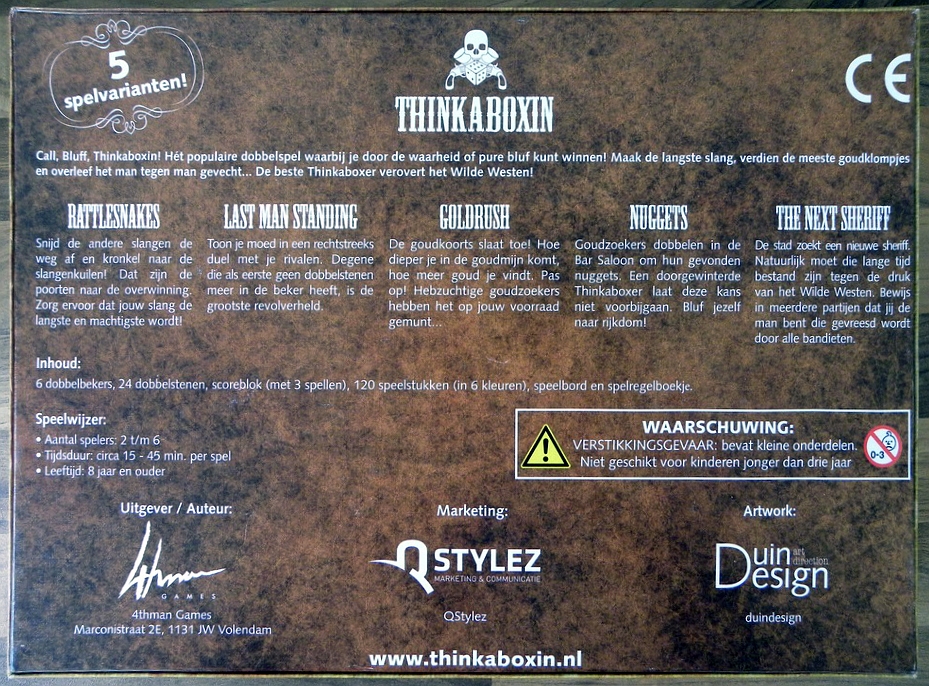 5
spelvarianten!
THINKABOXIN
CE
Call, Bluff, Thinkaboxin! Hét populaire dobbelspel waarbij je door de waarheid of pure bluf kunt winnen! Maak de langste slang, verdien de meeste goudklompjes
en overleef het man tegen man gevecht... De beste Thinkaboxer verovert het Wilde Westen!
RATTLESNAKES
Snijd de andere slangen de
weg af en kronkel naar de
slangenkuilen! Dat zijn de
poorten naar de overwinning.
Zorg ervoor dat jouw slang de
langste en machtigste wordt!
LAST MAN STANDING
Toon je moed in een rechtstreeks
duel met je rivalen. Degene
die als eerste geen dobbelstenen
meer in de beker heeft, is de
grootste revolverheld.
GOLDRUSH
De goudkoorts slaat toe! Hoe
dieper je in de goudmijn komt,
hoe meer goud je vindt. Pas
op! Hebzuchtige goudzoekers
hebben het op jouw voorraad
gemunt...
NUGGETS
Goudzoekers dobbelen in de
Bar Saloon om hun gevonden
nuggets. Een doorgewinterde
Thinkaboxer laat deze kans
niet voorbijgaan. Bluf jezelf
naar rijkdom!
THE NEXT SHERIFF
De stad zoekt een nieuwe sheriff.
Natuurlijk moet die lange tijd
bestand zijn tegen de druk
van het Wilde Westen. Bewijs
in meerdere partijen dat jij de
man bent die gevreesd wordt
door alle bandieten.
Inhoud:
6 dobbelbekers, 24 dobbelstenen, scoreblok (met 3 spellen), 120 speelstukken (in 6 kleuren), speelbord en spelregelboekje.
Speelwijzer:
• Aantal spelers: 2 t/m 6
• Tijdsduur: circa 15 - 45 min. per spel
• Leeftijd: 8 jaar en ouder
WAARSCHUWING:
VERSTIKKINGSGEVAAR: bevat kleine onderdelen.
Niet geschikt voor kinderen jonger dan drie jaar
0-3
Uitgever / Auteur:
4thman
GAMES
4thman Games
Marconistraat 2E, 1131 JW Volendam
Marketing:
QSTYLEZ
MARKETING & COMMUNICATIE
QStylez
Artwork:
Duin art
direction
Design
duindesign
www.thinkaboxin.nl